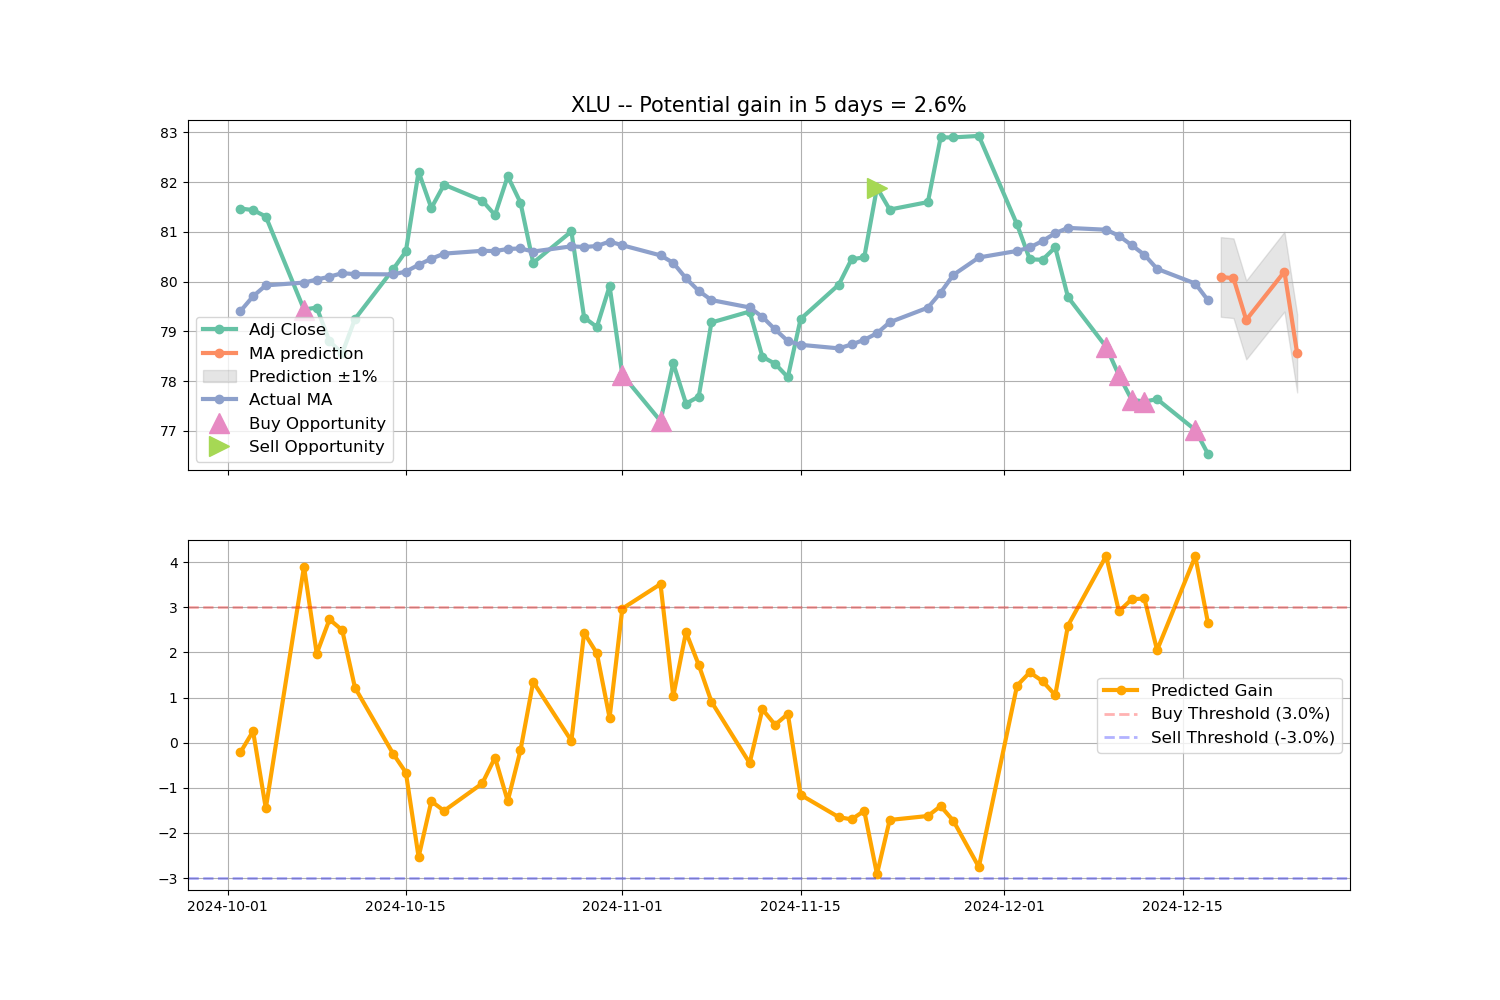 XLU -- Potential gain in 5 days = 2.6%
83
82
81
80
79
78
77
Adj Close
MA prediction
Prediction ±1%
Actual MA
Buy Opportunity
Sell Opportunity
4
3
2
1
0
−1
−2
−3
Predicted Gain
Buy Threshold (3.0%)
Sell Threshold (-3.0%)
2024-10-01
2024-10-15
2024-11-01
2024-11-15
2024-12-01
2024-12-15